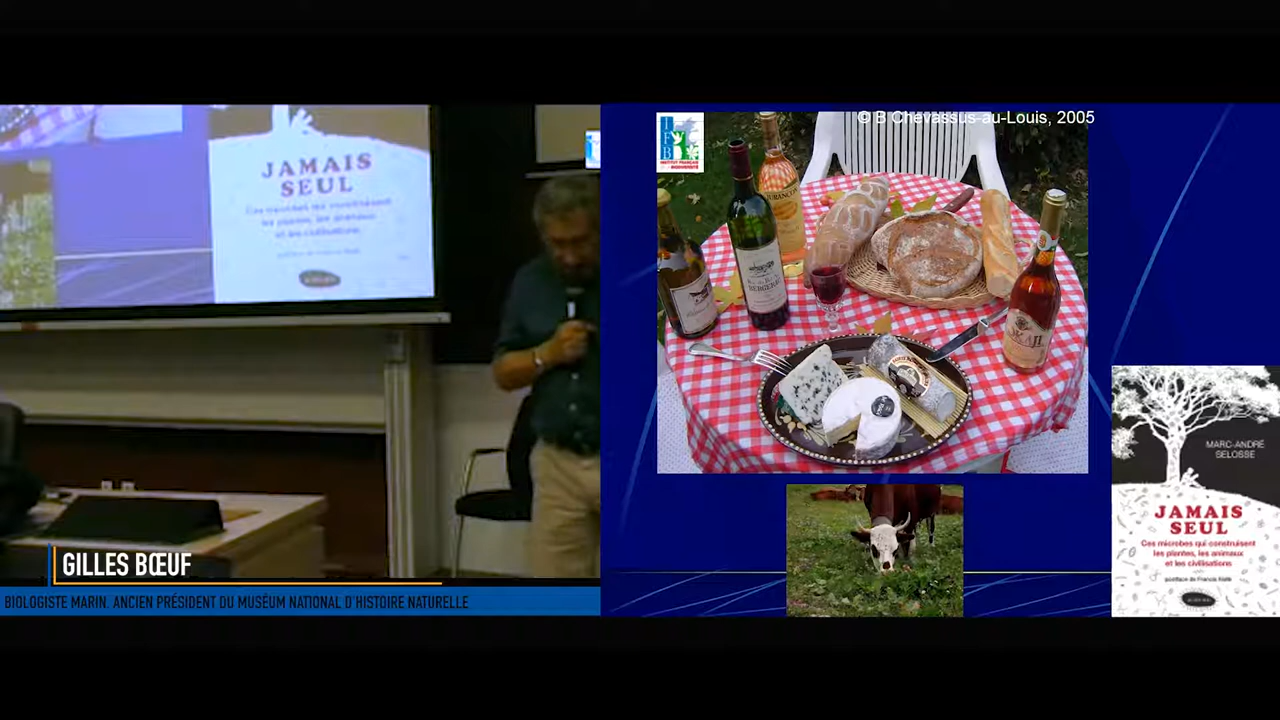 JAMAIS
SEUL
Ces microbes qui construisent
les plantes, les animaux
et les civilisations
GILLES BŒUF
BIOLOGISTE MARIN. ANCIEN PRÉSIDENT DU MUSÉUM NATIONAL D'HISTOIRE NATURELLE
© B Chevassus-au-Louis, 2005
IFB
INSTITUT FRANÇAIS
BIODIVERSITÉ
JURANÇON
BERGERAC
MARC-ANDRÉ
SELOSSE
JAMAIS
SEUL
Ces microbes qui construisent
les plantes, les animaux
et les civilisations
postface de Francis Hallé